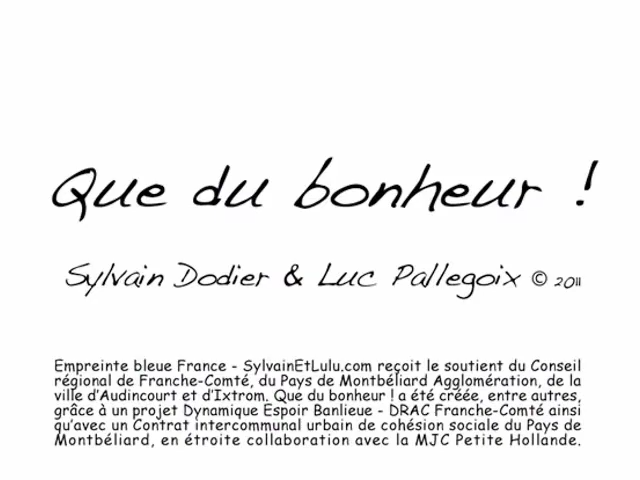 Que du bonheur !
Sylvain Dodier & Luc Pallegoix © 2011
Empreinte bleue France - SylvainEtLulu.com reçoit le soutien du Conseil
régional de Franche-Comté, du Pays de Montbéliard Agglomération, de la
ville d'Audincourt et d'Ixtrom. Que du bonheur ! a été créée, entre autres,
grâce à un projet Dynamique Espoir Banlieue - DRAC Franche-Comté ainsi
qu'avec un Contrat intercommunal urbain de cohésion sociale du Pays de
Montbéliard, en étroite collaboration avec la MJC Petite Hollande.